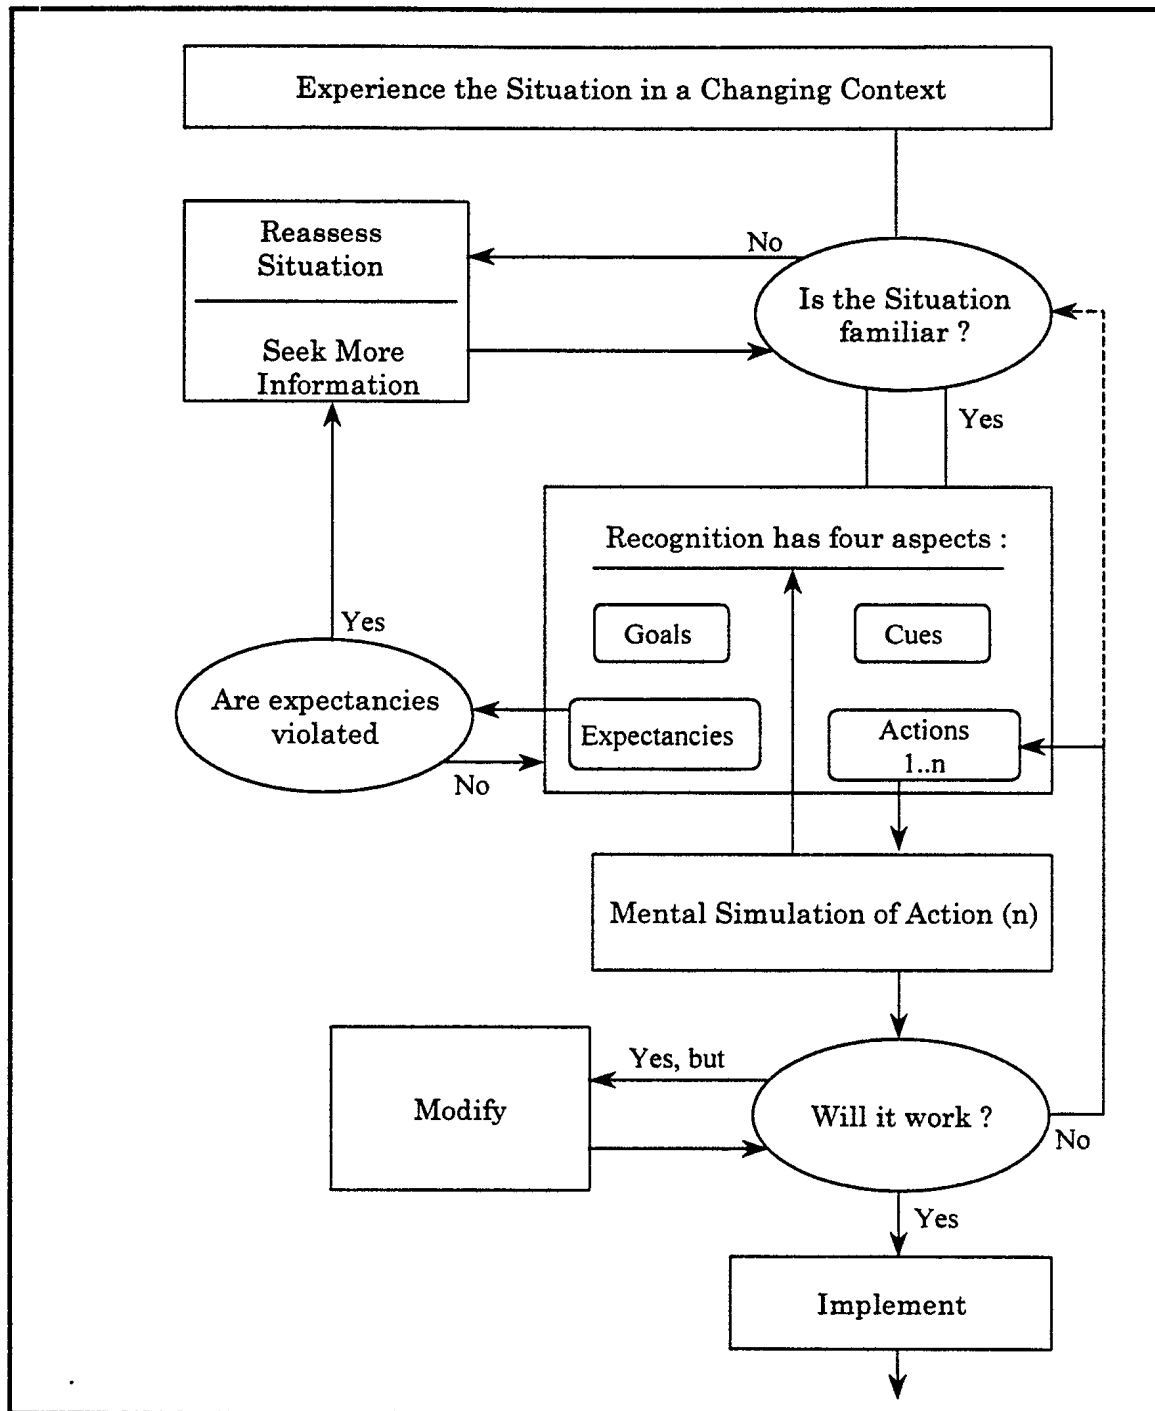 Experience the Situation in a Changing Context
Reassess
Situation
No
Is the Situation
familiar ?
Seek More
Information
Yes
Recognition has four aspects :
Goals
Cues
Yes
Are expectancies
violated
Expectancies
Actions
1..n
No
Mental Simulation of Action (n)
Yes, but
Modify
Will it work ?
No
Yes
Implement